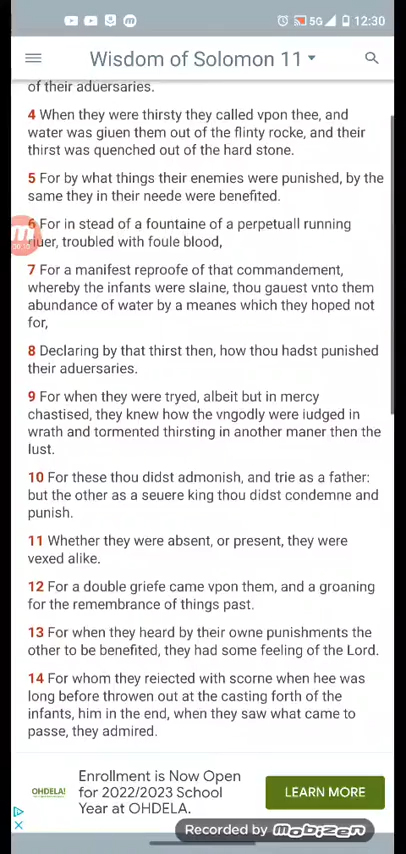 5G 12:30
Wisdom of Solomon 11
of their aduersaries.
4 When they were thirsty they called vpon thee, and
water was giuen them out of the flinty rocke, and their
thirst was quenched out of the hard stone.
5 For by what things their enemies were punished, by the
same they in their neede were benefited.
6 For in stead of a fountaine of a perpetuall running
riuer, troubled with foule blood,
7 For a manifest reproofe of that commandement,
whereby the infants were slaine, thou gauest vnto them
abundance of water by a meanes which they hoped not
for,
8 Declaring by that thirst then, how thou hadst punished
their aduersaries.
9 For when they were tryed, albeit but in mercy
chastised, they knew how the vngodly were iudged in
wrath and tormented thirsting in another maner then the
Iust.
10 For these thou didst admonish, and trie as a father:
but the other as a seuere king thou didst condemne and
punish.
11 Whether they were absent, or present, they were
vexed alike.
12 For a double griefe came vpon them, and a groaning
for the remembrance of things past.
13 For when they heard by their owne punishments the
other to be benefited, they had some feeling of the Lord.
14 For whom they reiected with scorne when hee was
long before throwen out at the casting forth of the
infants, him in the end, when they saw what came to
passe, they admired.
OHDELA!
Enrollment is Now Open
for 2022/2023 School
Year at OHDELA.
LEARN MORE
Recorded by mobizen